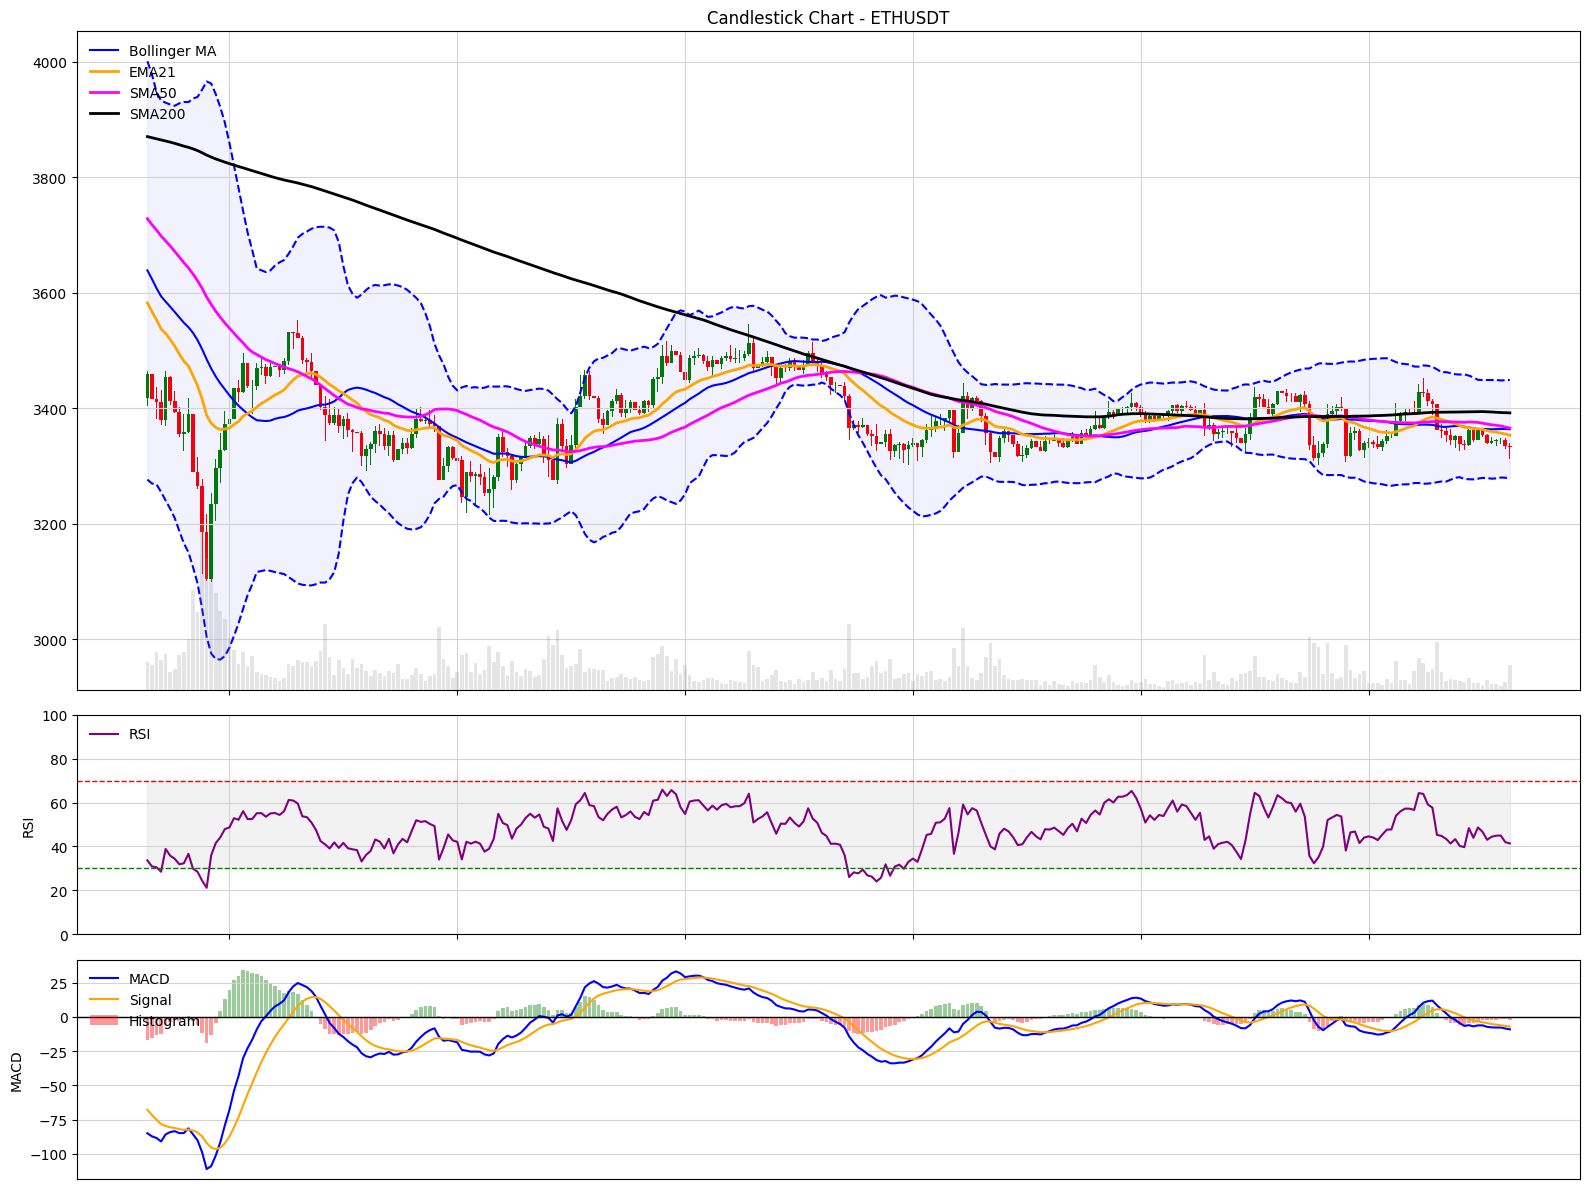 Candlestick Chart - ETHUSDT
Bollinger MA
EMA21
SMA50
SMA200
4000
3800
3600
3400
3200
3000
RSI
100
80
60
40
20
0
RSI
MACD
Signal
Histogram
25
0
−25
−50
−75
−100
MACD